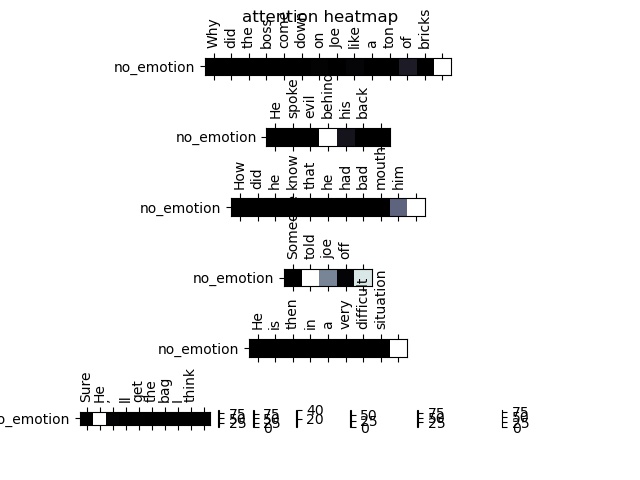 attention heatmap
Why did the boss come down on Joe like a ton of bricks
no_emotion
He spoke evil behind his back
no_emotion
How did he know that he had bad mouth him
no_emotion
Someone told joe off
no_emotion
He is then in a very difficult situation
no_emotion
Sure He , ll get the bag I think
o_emotion
75 75 40 50 75 75
50 50 20 25 50 50
25 25 0 25 25
0 0